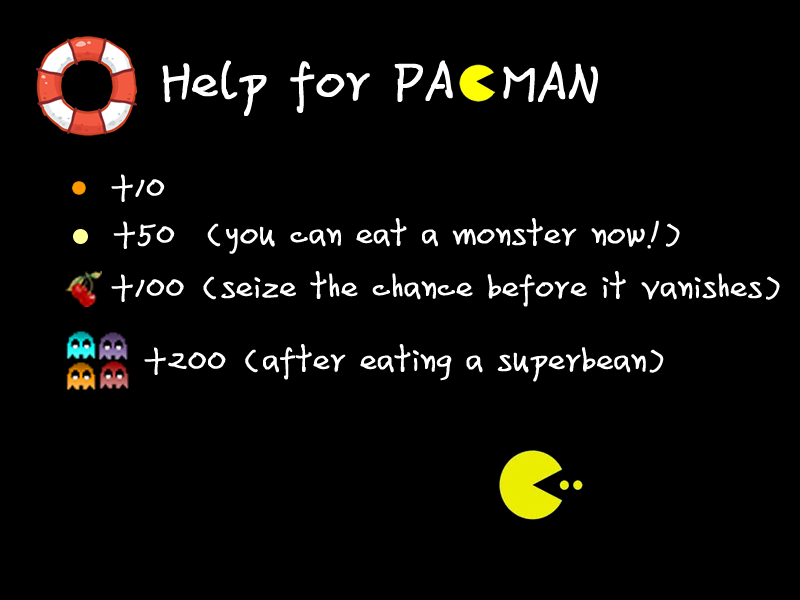 Help for PACMAN
+10
+50 (you can eat a monster now!)
+100 (seize the chance before it vanishes)
+200 (after eating a superbean)